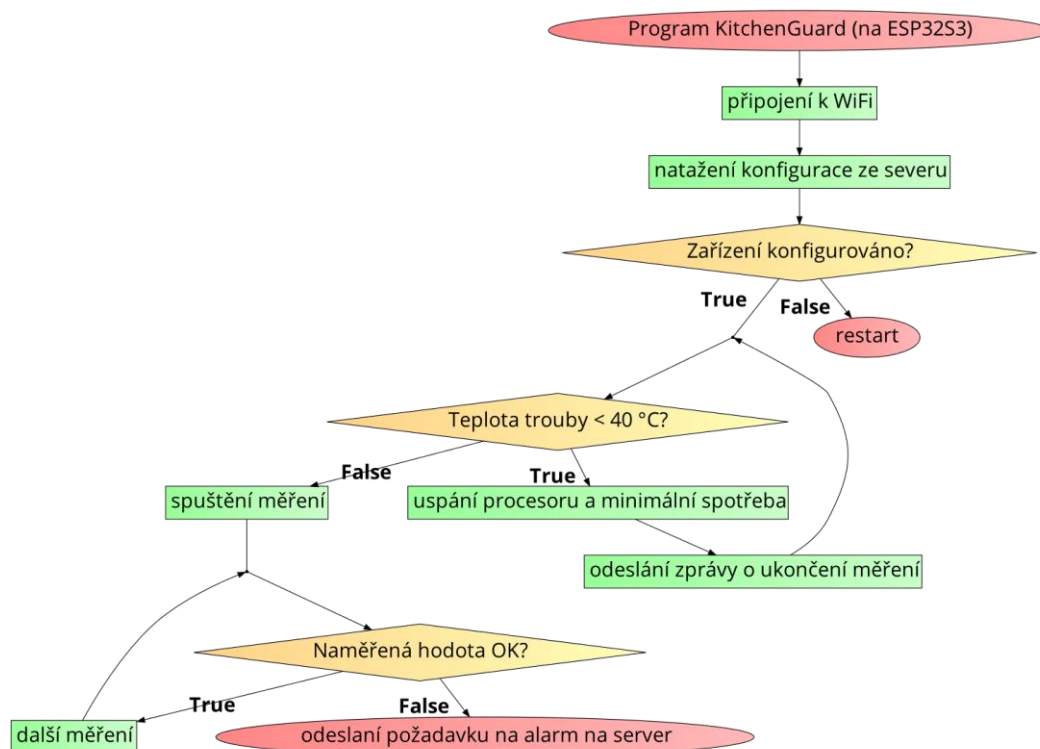 Program KitchenGuard (na ESP32S3)
připojení k WiFi
natažení konfigurace ze severu
Zařízení konfigurováno?
True
False
restart
Teplota trouby < 40 °C?
False
True
spuštění měření
uspání procesoru a minimální spotřeba
odeslání zprávy o ukončení měření
Naměřená hodota OK?
True
False
další měření
odeslaní požadavku na alarm na server